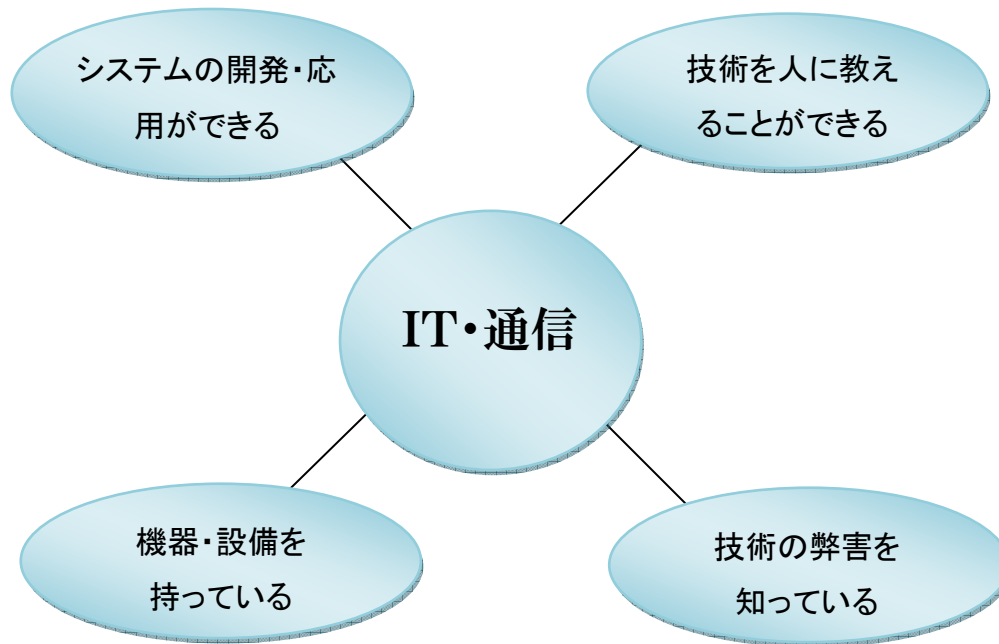 システムの開発・応
用ができる
技術を人に教え
ることができる
IT・通信
機器・設備を
持っている
技術の弊害を
知っている